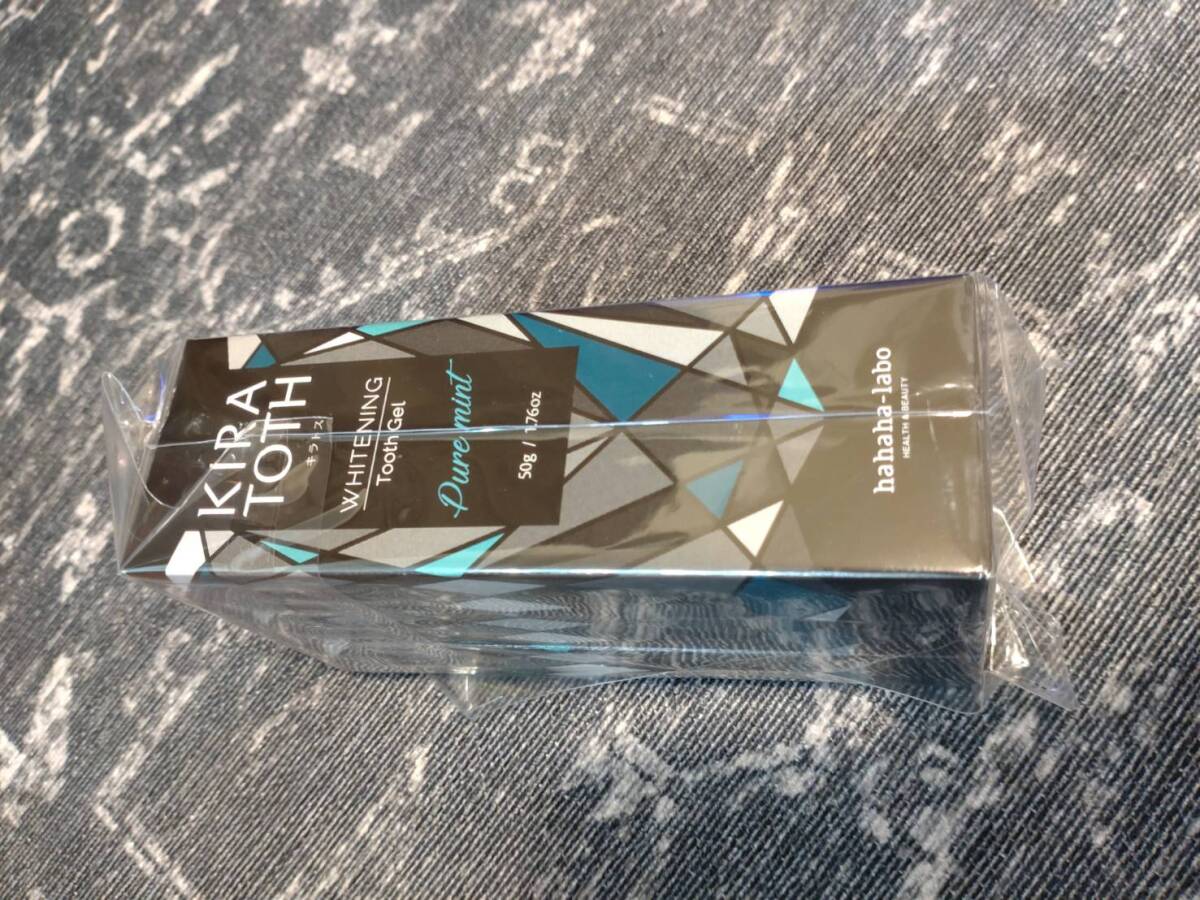 KIRA
TOTH
キラトス
WHITENING
Tooth Gel
Pure mint
50g / 1.76oz
hahaha-labo
HEALTH & BEAUTY